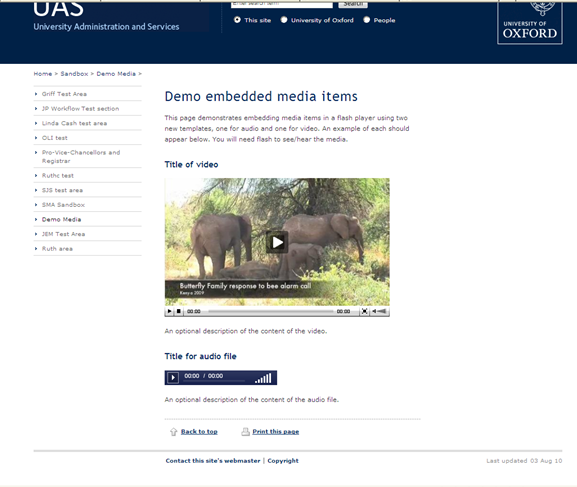 UAS
University Administration and Services
Enter search term
Search
This site
University of Oxford
People
UNIVERSITY OF
OXFORD
Home > Sandbox > Demo Media >
Griff Test Area
JP Workflow Test section
Linda Cash test area
OLI test
Pro-Vice-Chancellors and
Registrar
Ruthc test
SJS test area
SMA Sandbox
Demo Media
JEM Test Area
Ruth area
Demo embedded media items
This page demonstrates embedding media items in a flash player using two
new templates, one for audio and one for video. An example of each should
appear below. You will need flash to see/hear the media.
Title of video
Butterfly Family response to bee alarm call
Kenya 2009
00:00
00:00
An optional description of the content of the video.
Title for audio file
00:00 / 00:00
An optional description of the content of the audio file.
Back to top
Print this page
Contact this site's webmaster | Copyright
Last updated 03 Aug 10